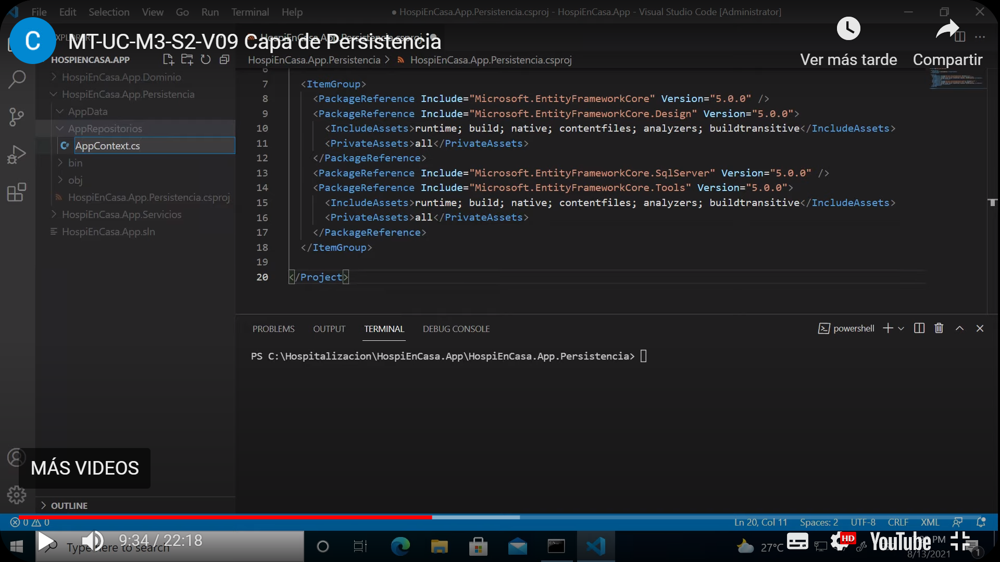 File Edit Selection View Go Run Terminal Help
● HospiEnCasa.App.Persistencia.csproj - HospiEnCasa.App - Visual Studio Code [Administrator]
C
MT-UC-M3-S2-V09 Capa de Persistencia
HospiEnCasa.App.Persistencia.csproj
Ver más tarde
Compartir
HOSPIENCASA.APP
HospiEnCasa.App.Dominio
HospiEnCasa.App.Persistencia
AppData
AppRepositorios
AppContext.cs
bin
obj
HospiEnCasa.App.Persistencia.csproj
HospiEnCasa.App.Servicios
HospiEnCasa.App.sln
HospiEnCasa.App.Persistencia > HospiEnCasa.App.Persistencia.csproj
6
7 <ItemGroup>
8 <PackageReference Include="Microsoft.EntityFrameworkCore" Version="5.0.0" />
9 <PackageReference Include="Microsoft.EntityFrameworkCore.Design" Version="5.0.0">
10 <IncludeAssets>runtime; build; native; contentfiles; analyzers; buildtransitive</IncludeAssets>
11 <PrivateAssets>all</PrivateAssets>
12 </PackageReference>
13 <PackageReference Include="Microsoft.EntityFrameworkCore.SqlServer" Version="5.0.0" />
14 <PackageReference Include="Microsoft.EntityFrameworkCore.Tools" Version="5.0.0">
15 <IncludeAssets>runtime; build; native; contentfiles; analyzers; buildtransitive</IncludeAssets>
16 <PrivateAssets>all</PrivateAssets>
17 </PackageReference>
18 </ItemGroup>
19
20 </Project>
PROBLEMS OUTPUT TERMINAL DEBUG CONSOLE
powershell
PS C:\Hospitalizacion\HospiEnCasa.App\HospiEnCasa.App.Persistencia>
MÁS VIDEOS
OUTLINE
0 0
Ln 20, Col 11 Spaces: 2 UTF-8 CRLF XML
9:34 / 22:18
Type here to search
27°C
HD
YouTube
PM
8/13/2021
1